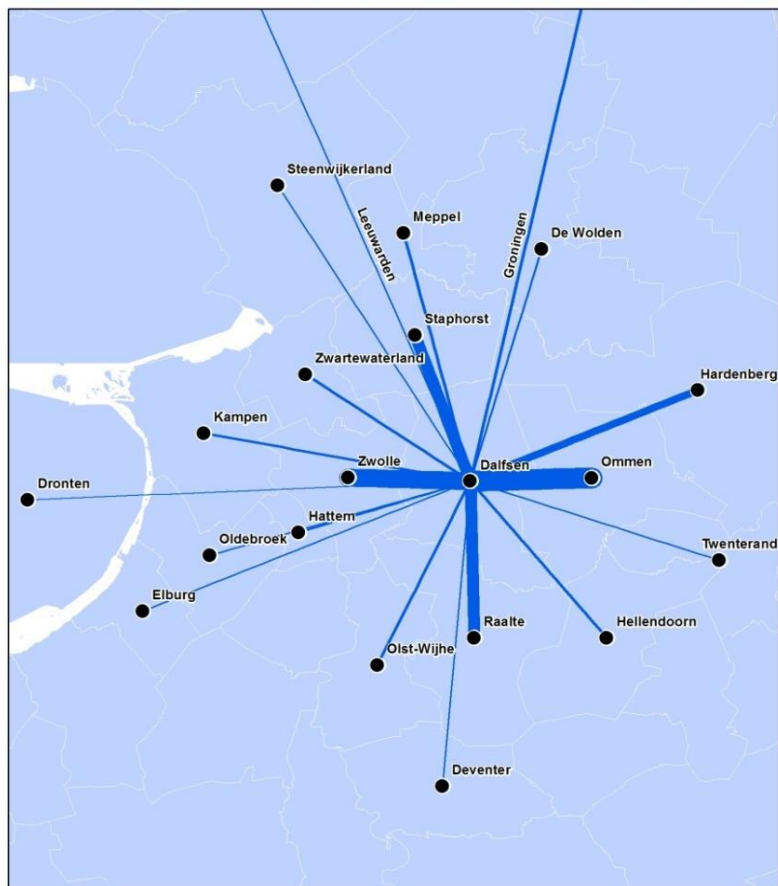 Steenwijkerland
Leeuwarden
Meppel
Groningen
De Wolden
Staphorst
Zwartewaterland
Hardenberg
Kampen
Zwolle
Dalfsen
Ommen
Dronten
Hattem
Oldebroek
Twenterand
Elburg
Raalte
Hellendoorn
Olst-Wijhe
Deventer